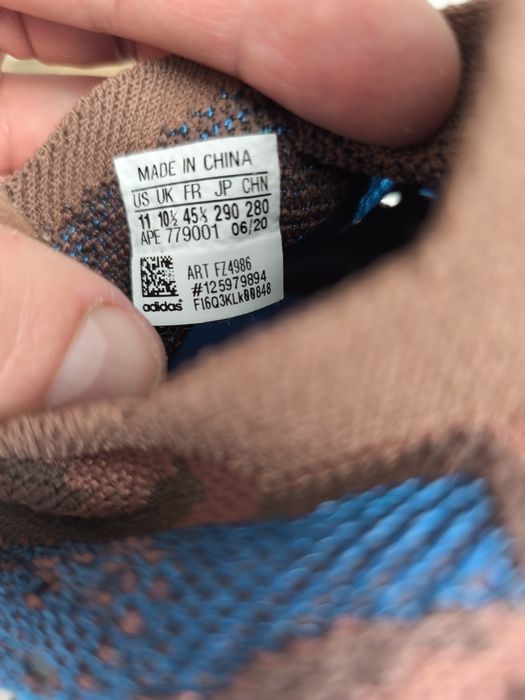 MADE IN CHINA
US UK FR JP CHN
11 10½ 45⅓ 290 280
APE 779001 06/20
ART FZ4986
#125979894
adidas® FI6Q3KLk00848